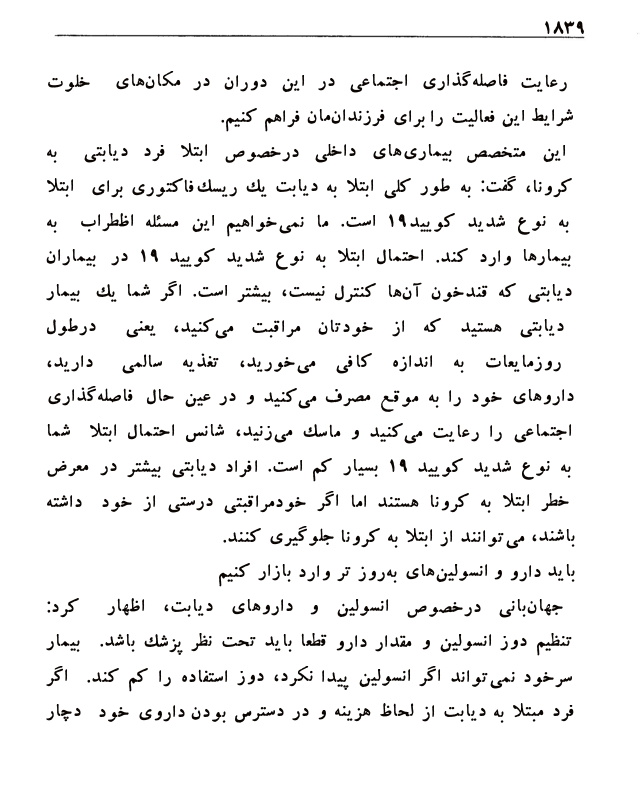 ۱۸۳۹
رعایت فاصله‌گذاری اجتماعی در این دوران در مکان‌های خلوت
شرایط این فعالیت را برای فرزندان‌مان فراهم کنیم.
این متخصص بیماری‌های داخلی درخصوص ابتلا فرد دیابتی به
کرونا، گفت: به طور کلی ابتلا به دیابت یك ریسك‌فاکتوری برای ابتلا
به نوع شدید کویید۱۹ است. ما نمی‌خواهیم این مسئله اظطراب به
بیمارها وارد کند. احتمال ابتلا به نوع شدید کویید ۱۹ در بیماران
دیابتی که قندخون آن‌ها کنترل نیست، بیشتر است. اگر شما یك بیمار
دیابتی هستید که از خودتان مراقبت می‌کنید، یعنی درطول
روزمایعات به اندازه کافی می‌خورید، تغذیه سالمی دارید،
داروهای خود را به موقع مصرف می‌کنید و در عین حال فاصله‌گذاری
اجتماعی را رعایت می‌کنید و ماسك می‌زنید، شانس احتمال ابتلا شما
به نوع شدید کویید ۱۹ بسیار کم است. افراد دیابتی بیشتر در معرض
خطر ابتلا به کرونا هستند اما اگر خودمراقبتی درستی از خود داشته
باشند، می‌توانند از ابتلا به کرونا جلوگیری کنند.
باید دارو و انسولین‌های به‌روز تر وارد بازار کنیم
جهان‌بانی درخصوص انسولین و داروهای دیابت، اظهار کرد:
تنظیم دوز انسولین و مقدار دارو قطعا باید تحت نظر پزشك باشد. بیمار
سرخود نمی‌تواند اگر انسولین پیدا نکرد، دوز استفاده را کم کند. اگر
فرد مبتلا به دیابت از لحاظ هزینه و در دسترس بودن داروی خود دچار